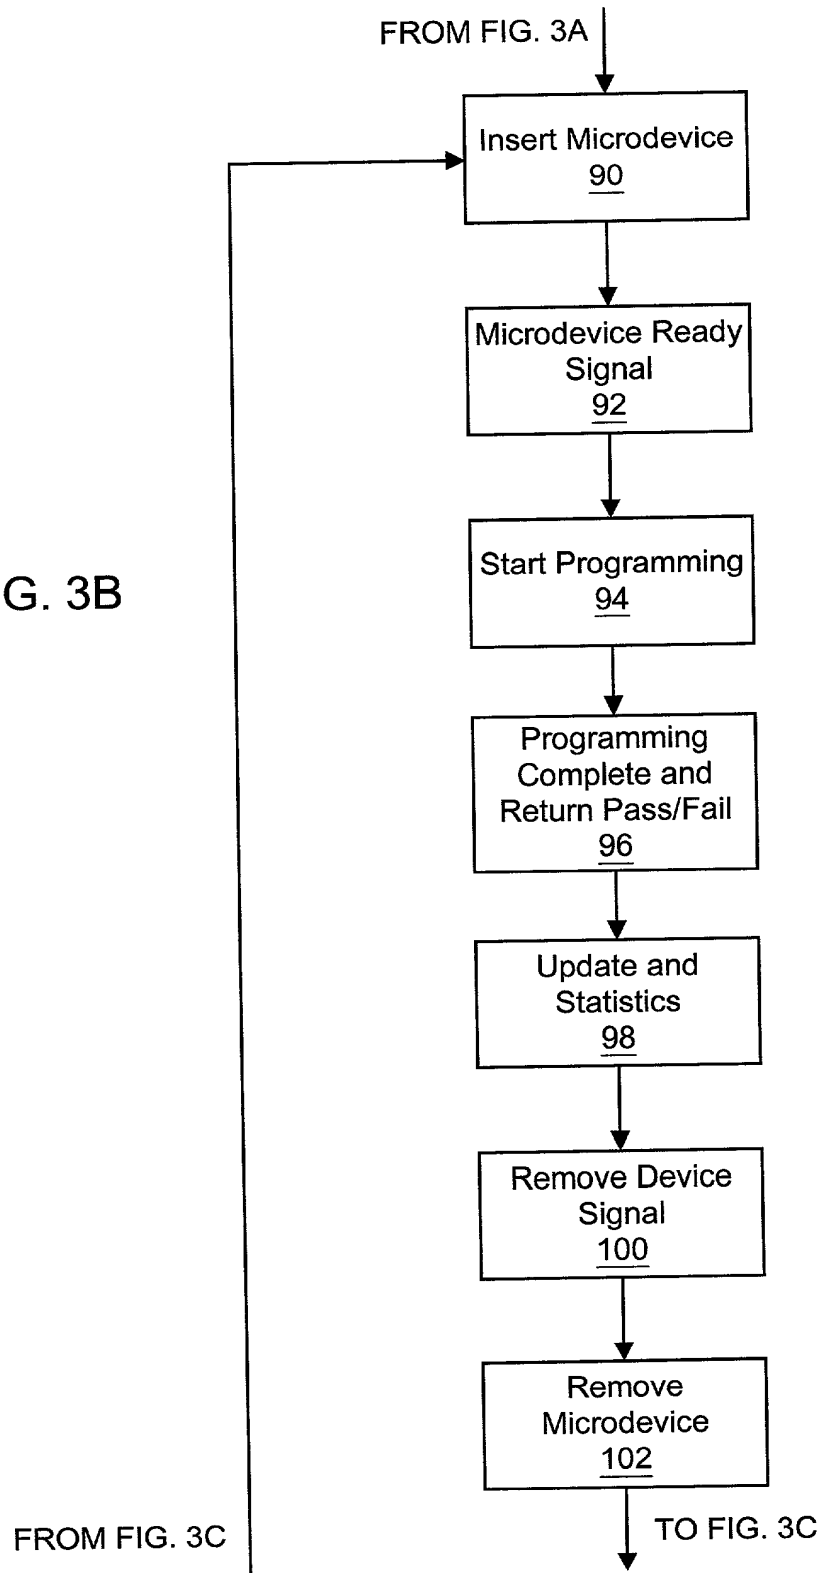 FROM FIG. 3A
Insert Microdevice
90
Microdevice Ready
Signal
92
Start Programming
94
G. 3B
Programming
Complete and
Return Pass/Fail
96
Update and
Statistics
98
Remove Device
Signal
100
Remove
Microdevice
102
FROM FIG. 3C
TO FIG. 3C